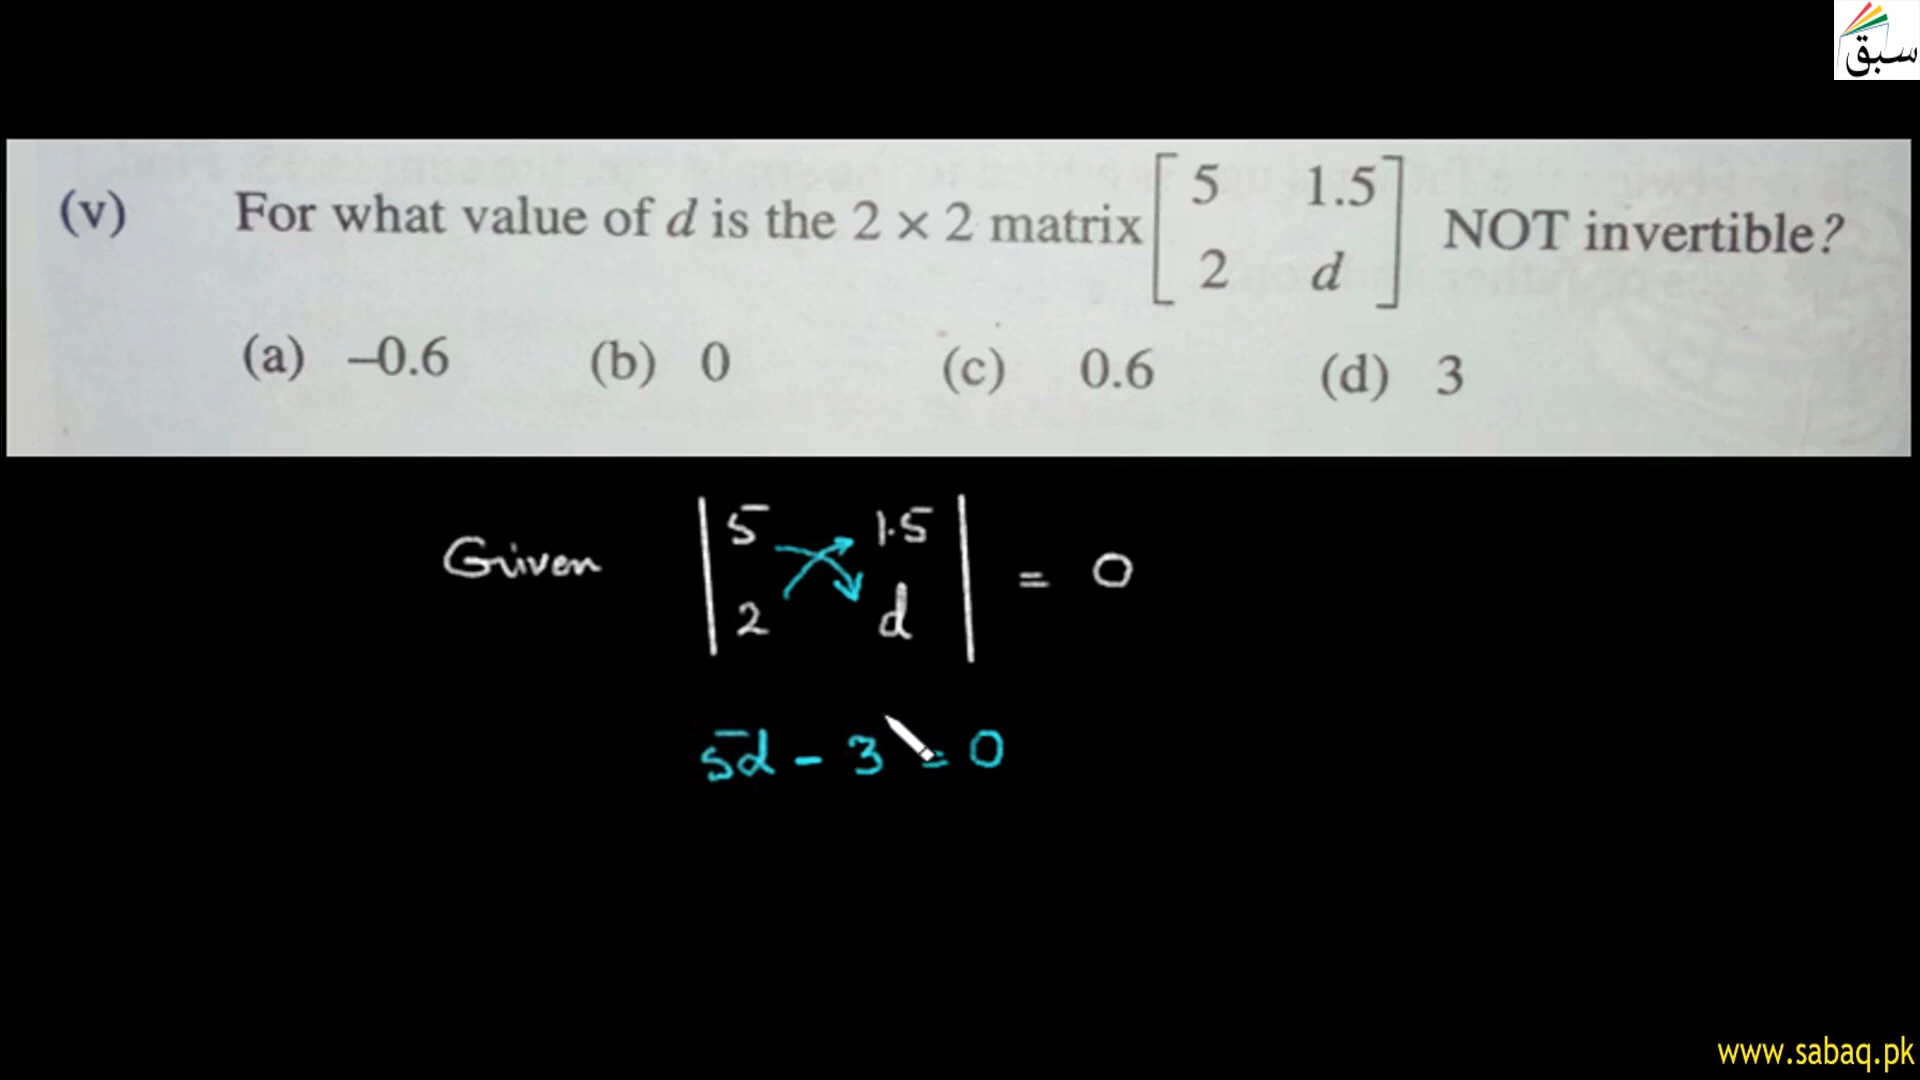 سبق
(v) For what value of d is the 2 × 2 matrix [5 1.5
2 d] NOT invertible?
(a) –0.6 (b) 0 (c) 0.6 (d) 3
Given |5 1.5
2 d| = 0
5d - 3 = 0
www.sabaq.pk